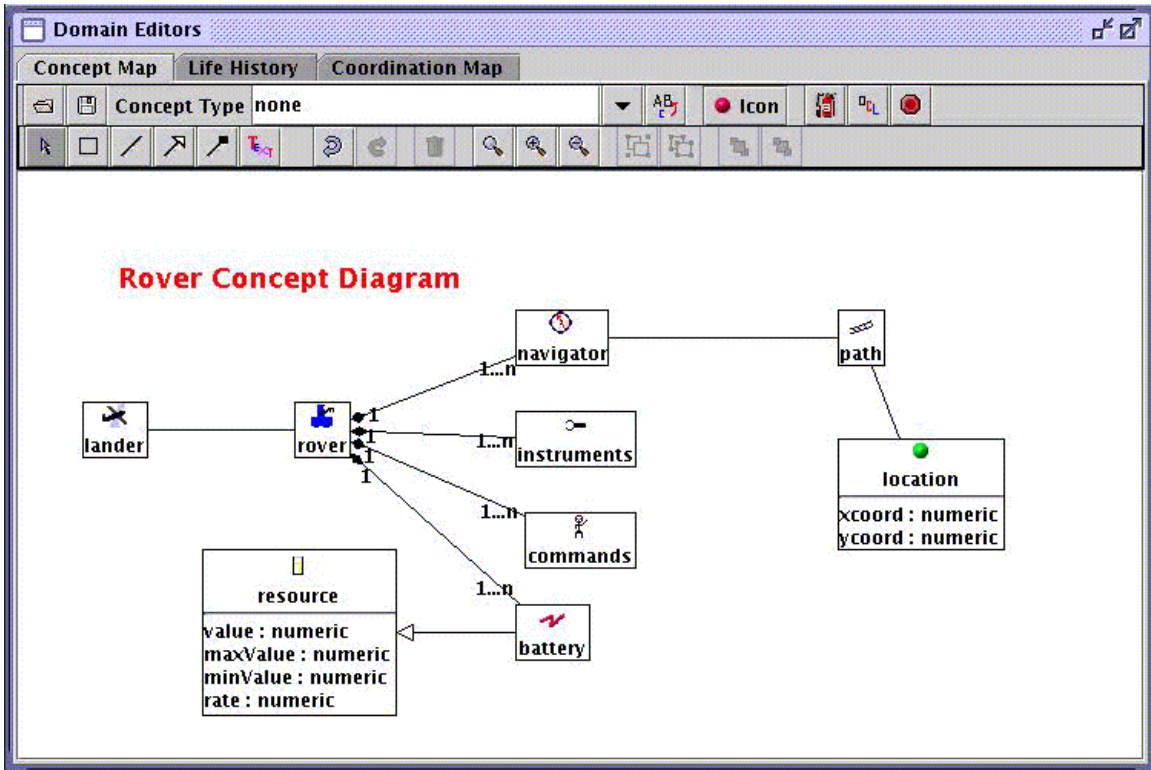 Domain Editors
Concept Map Life History Coordination Map
Concept Type none
Icon
TEXT
Rover Concept Diagram
navigator
path
1...n
lander
rover
1
1
1
1
1...n
instruments
location
xcoord : numeric
ycoord : numeric
1...n
commands
resource
value : numeric
maxValue : numeric
minValue : numeric
rate : numeric
1...n
battery